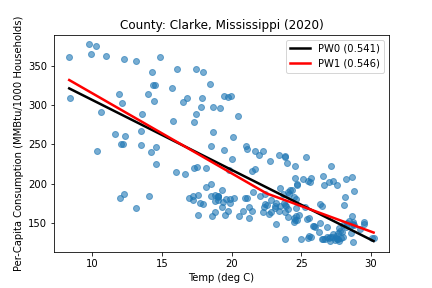 County: Clarke, Mississippi (2020)
PW0 (0.541)
PW1 (0.546)
Per-Capita Consumption (MMBtu/1000 Households)
350
300
250
200
150
10 15 20 25 30
Temp (deg C)